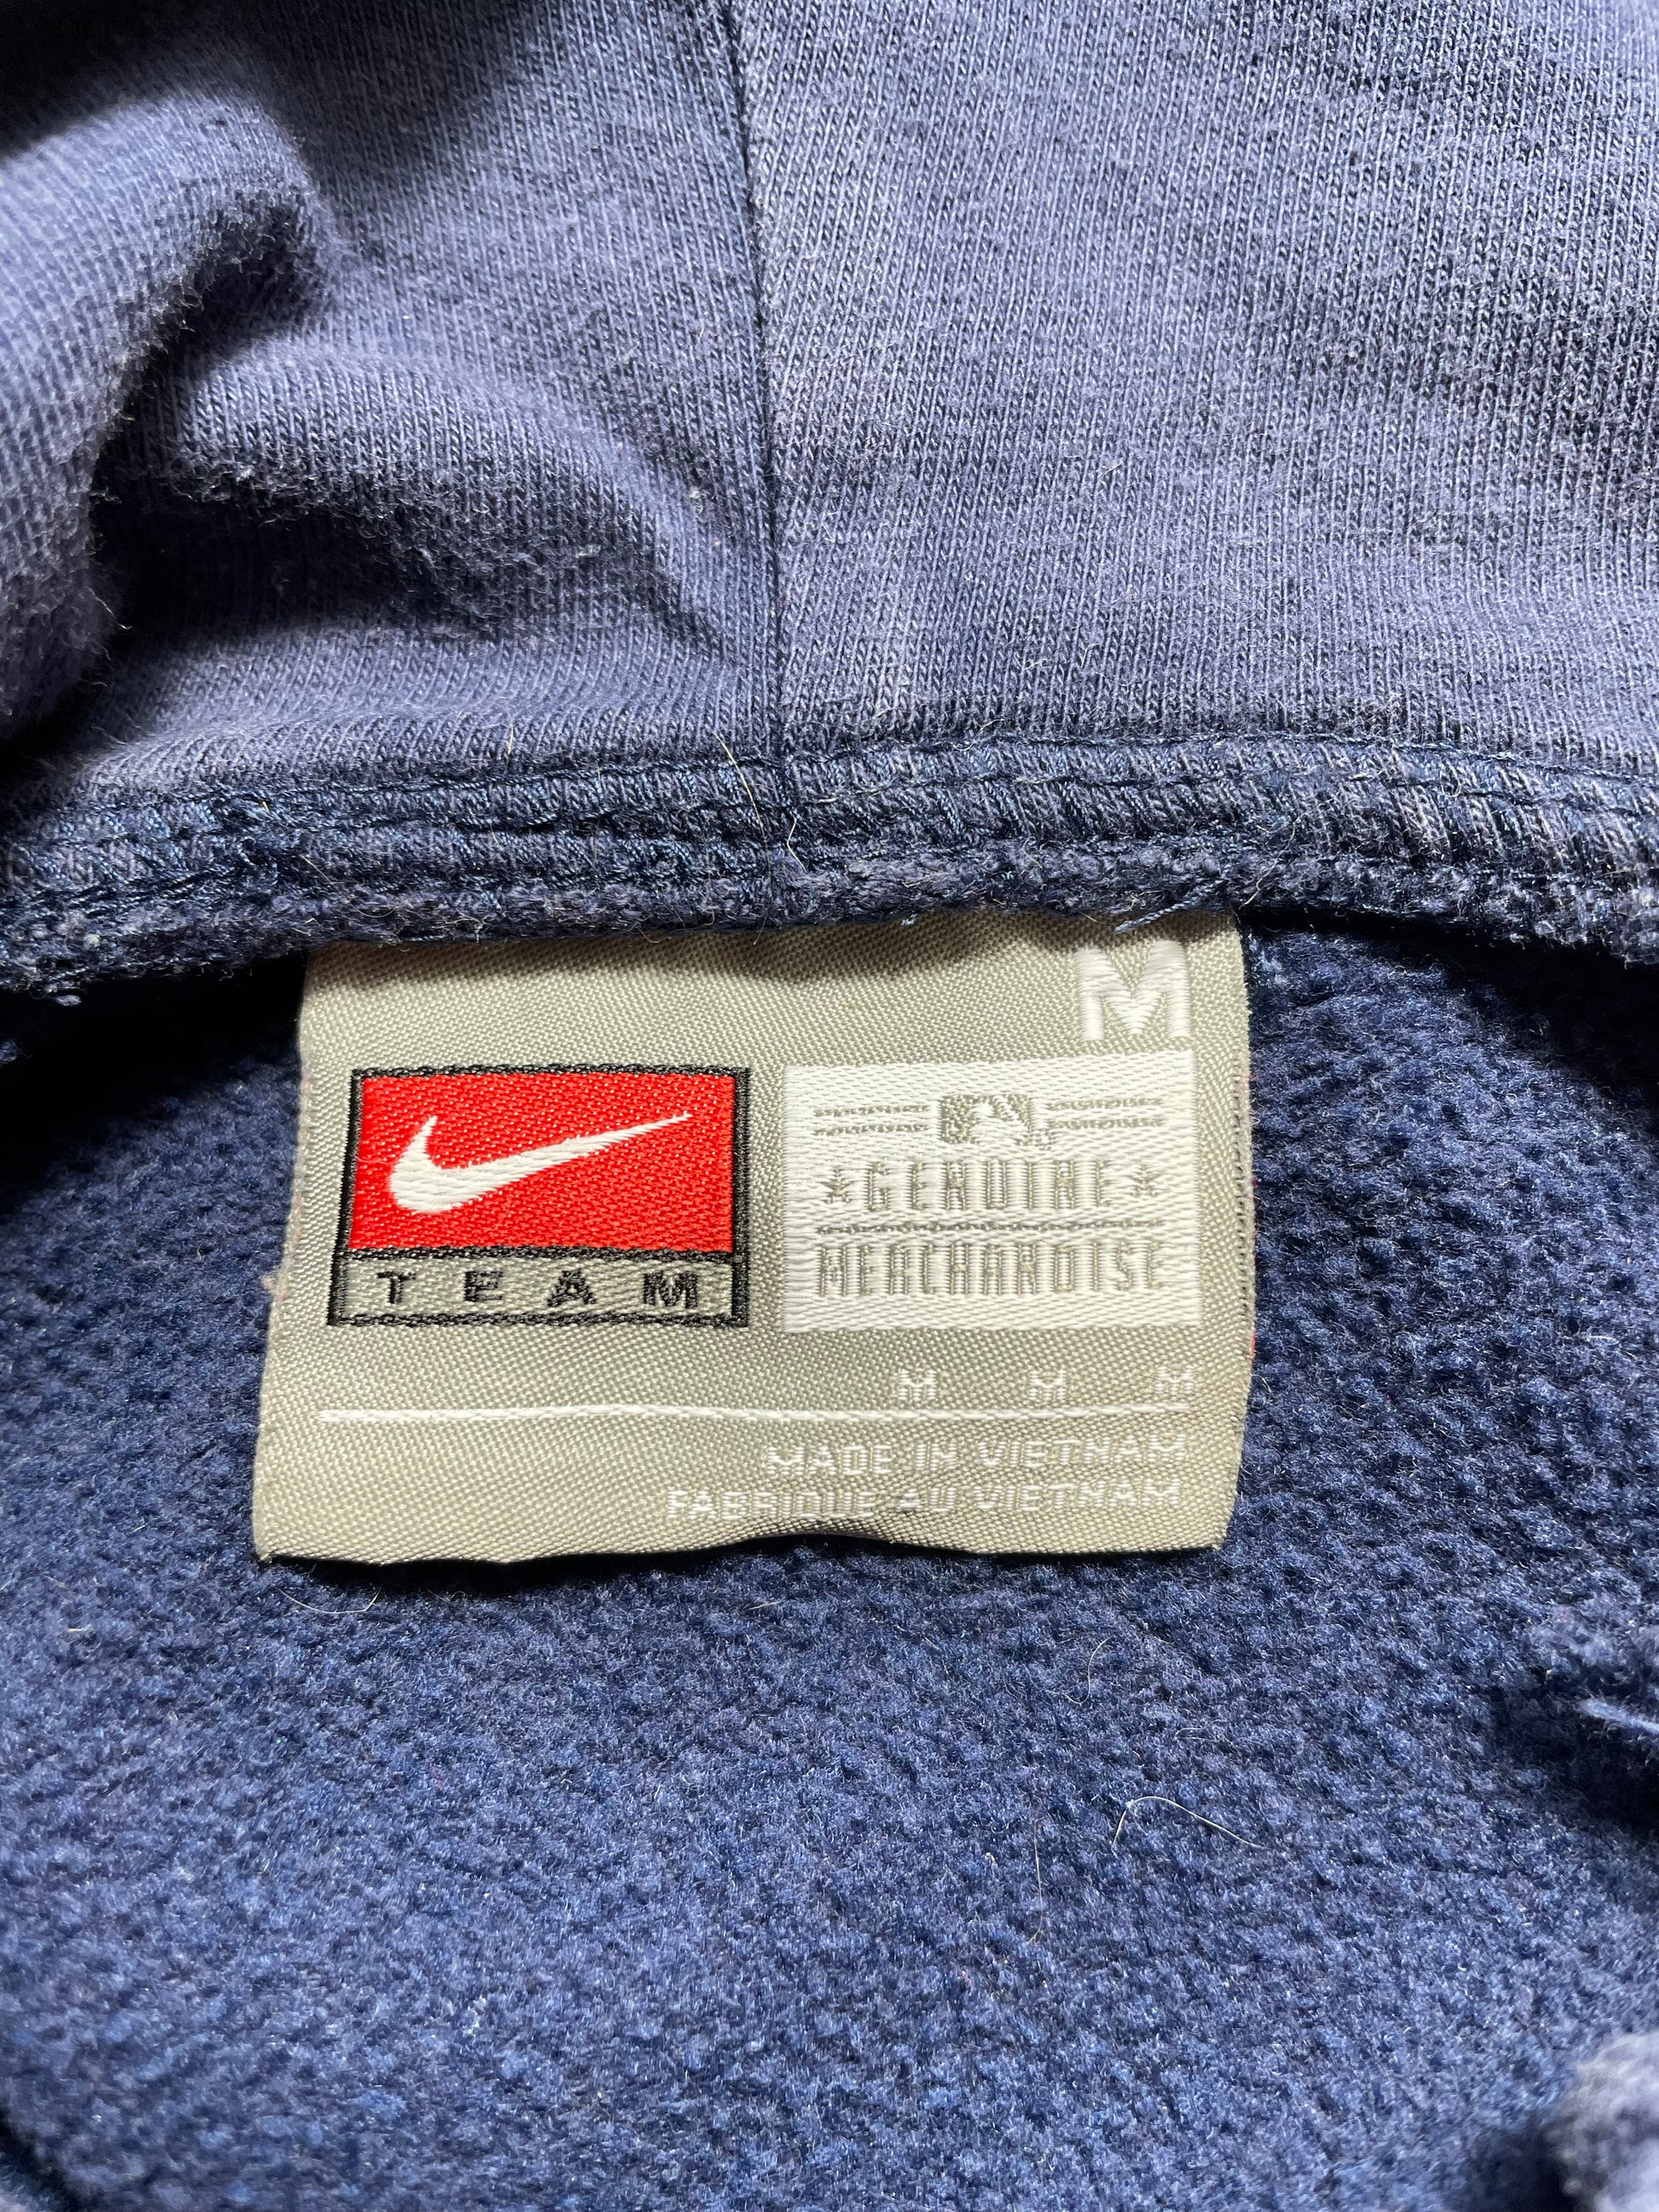 M
TEAM
GENUINE
MERCHANDISE
M M M
MADE IN VIETNAM
FABRIQUE AU VIETNAM